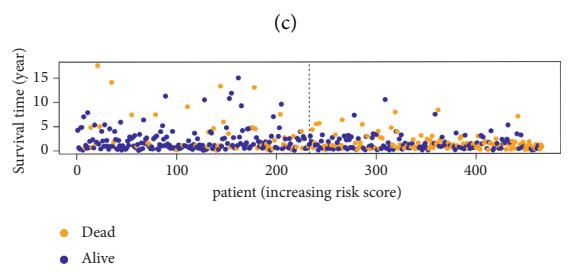 (c)
Survival time (year)
15
10
5
0
0 100 200 300 400
patient (increasing risk score)
Dead
Alive